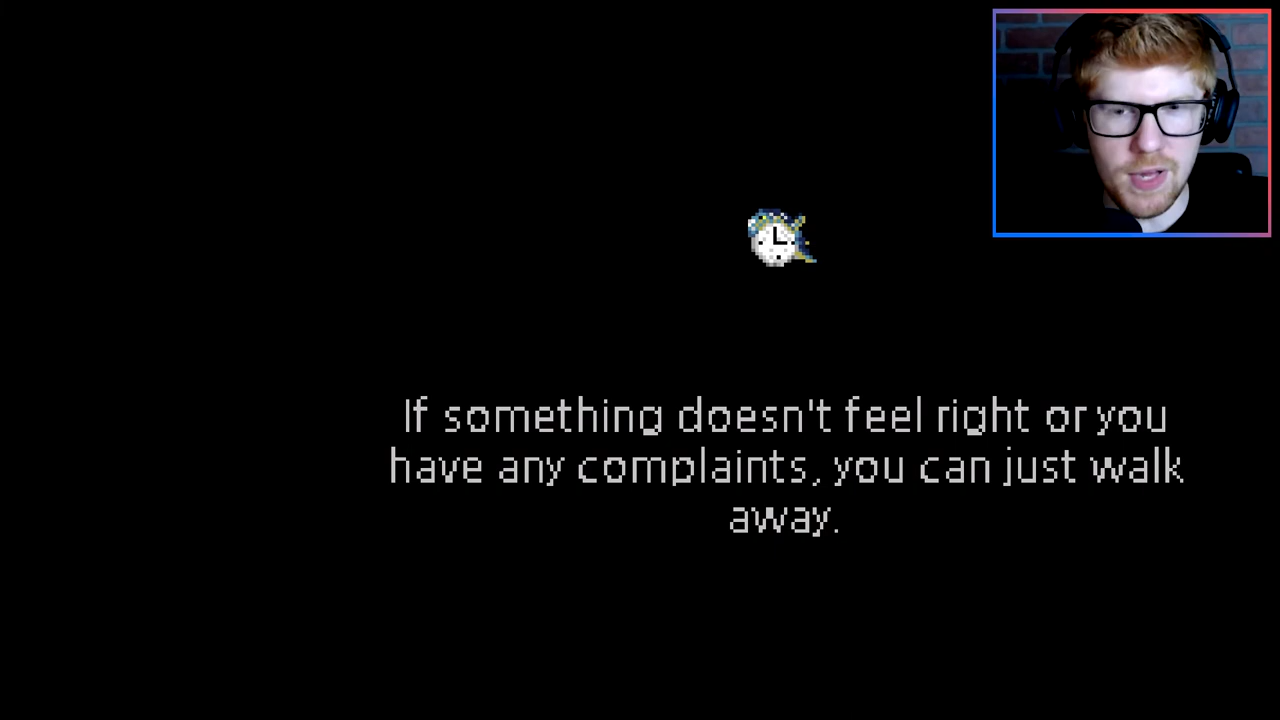 If something doesn't feel right or you
have any complaints, you can just walk
away.